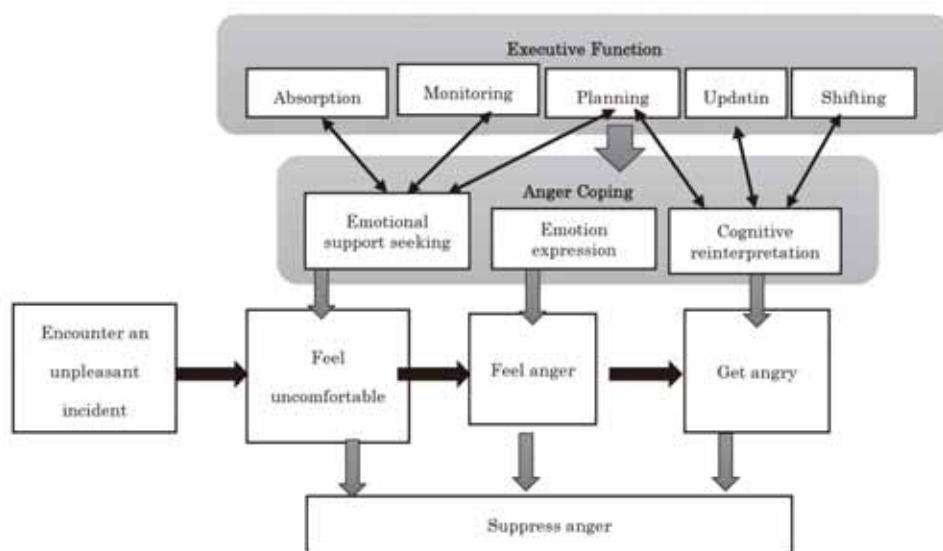 Executive Function
Absorption
Monitoring
Planning
Updatin
Shifting
Anger Coping
Emotional
support seeking
Emotion
expression
Cognitive
reinterpretation
Encounter an
unpleasant
incident
Feel
uncomfortable
Feel anger
Get angry
Suppress anger